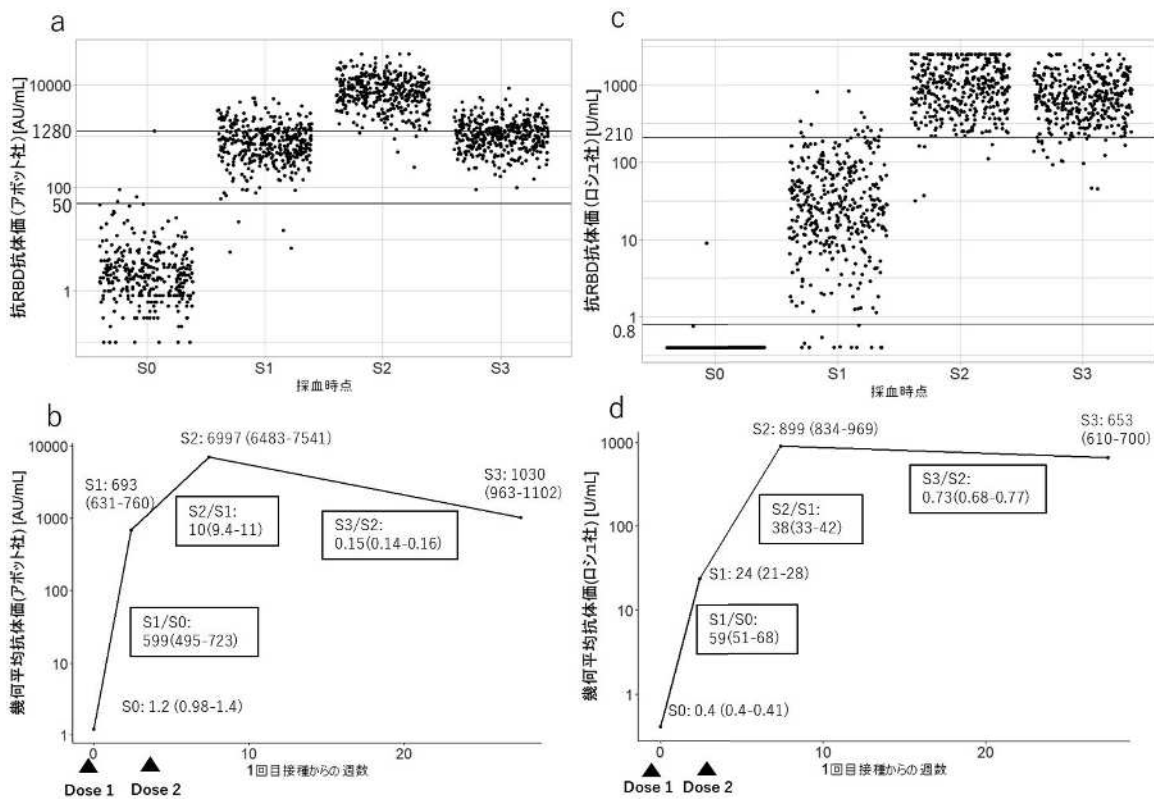 a
抗RBD抗体価(アボット社) [AU/mL]
10000
1280
100
50
1
S0
S1
S2
S3
採血時点
c
抗RBD抗体価(ロシュ社) [U/mL]
1000
210
100
10
1
0.8
S0
S1
S2
S3
採血時点
b
幾何平均抗体価(アボット社) [AU/mL]
10000
1000
100
10
1
S2: 6997 (6483-7541)
S1: 693
(631-760)
S3: 1030
(963-1102)
S2/S1:
10(9.4-11)
S3/S2:
0.15(0.14-0.16)
S1/S0:
599(495-723)
S0: 1.2 (0.98-1.4)
0
10
20
1回目接種からの週数
▲
▲
Dose 1
Dose 2
d
幾何平均抗体価(ロシュ社) [U/mL]
1000
100
10
1
S2: 899 (834-969)
S3: 653
(610-700)
S3/S2:
0.73(0.68-0.77)
S2/S1:
38(33-42)
S1: 24 (21-28)
S1/S0:
59(51-68)
S0: 0.4 (0.4-0.41)
0
10
20
1回目接種からの週数
▲
▲
Dose 1
Dose 2